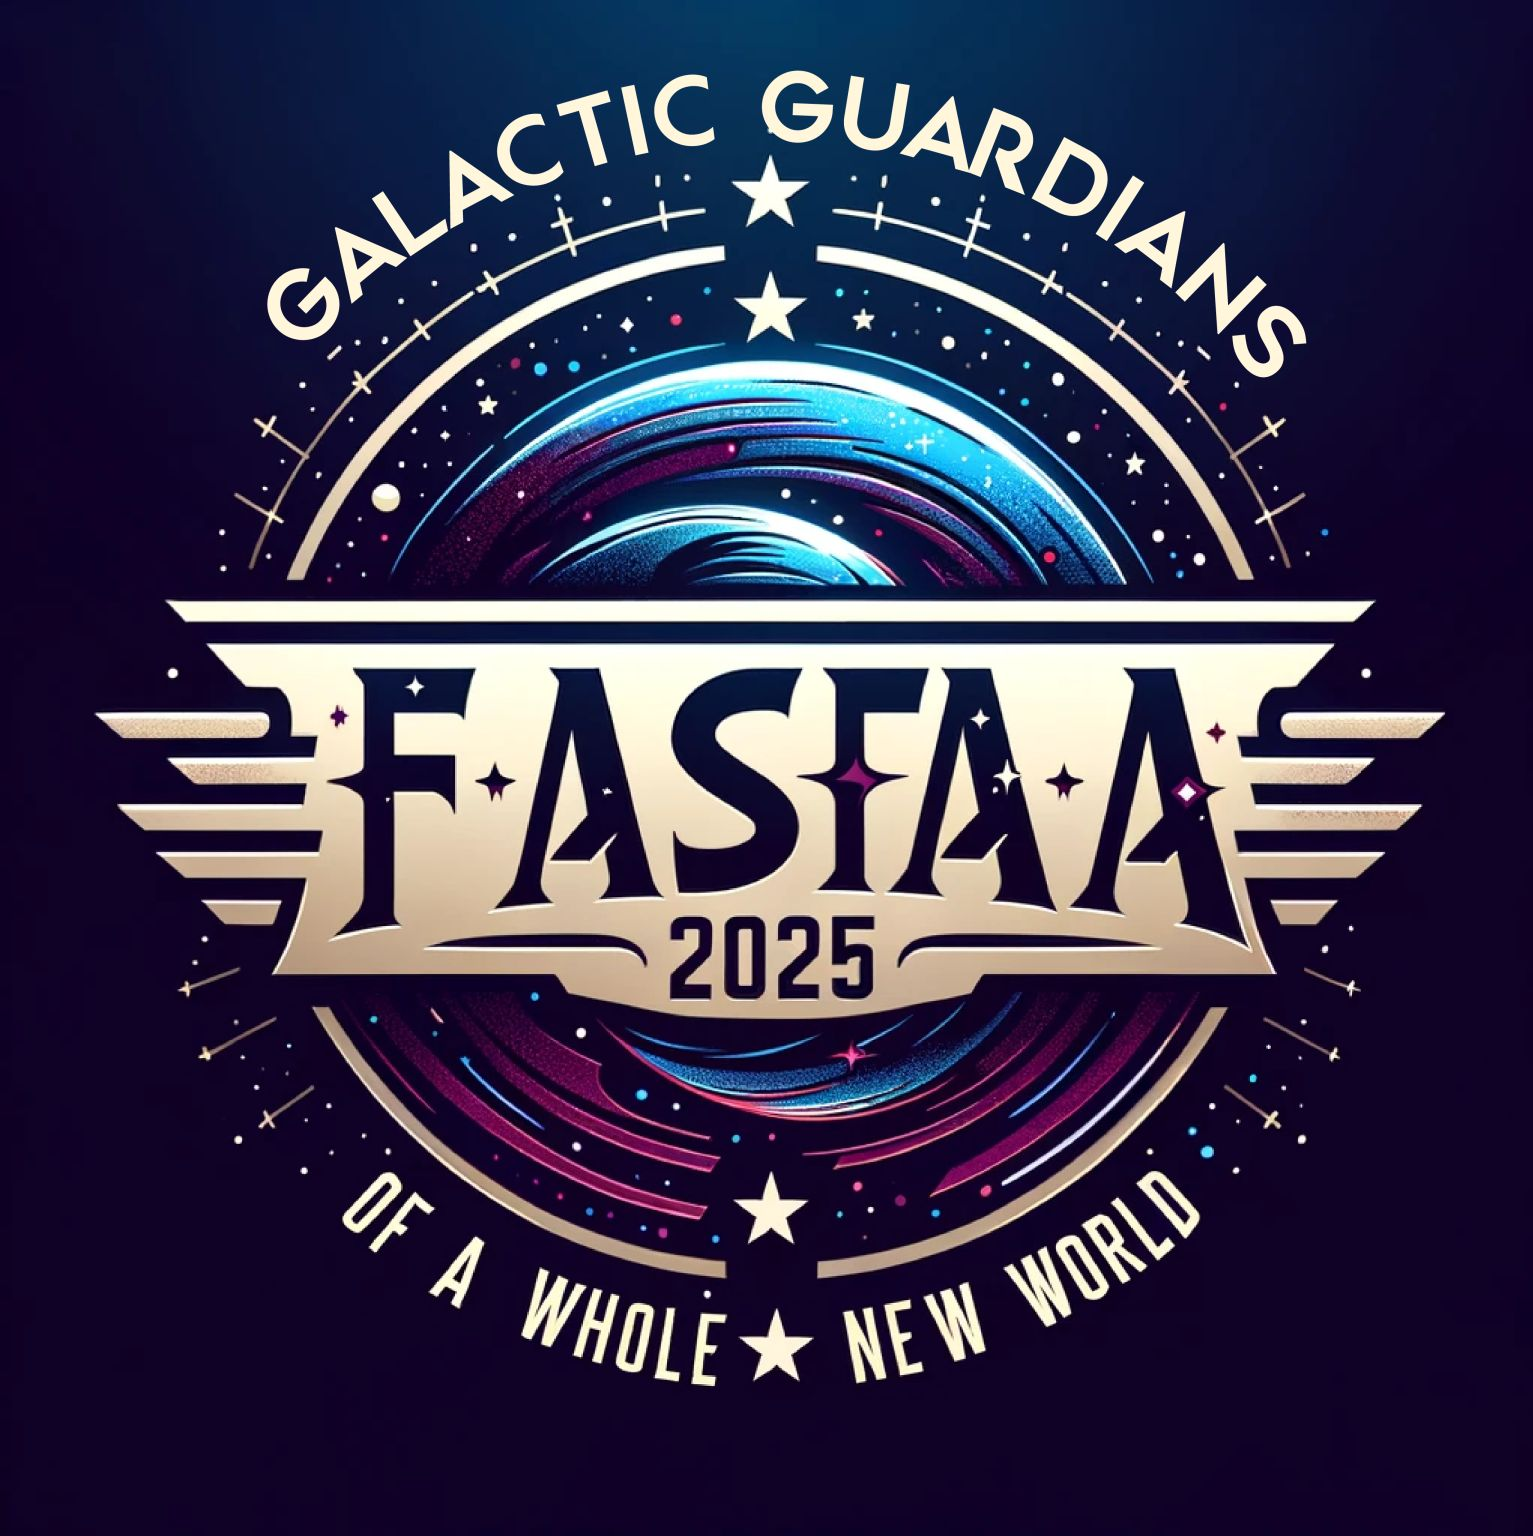 GALACTIC GUARDIANS
FASFAA
2025
OF A WHOLE NEW WORLD